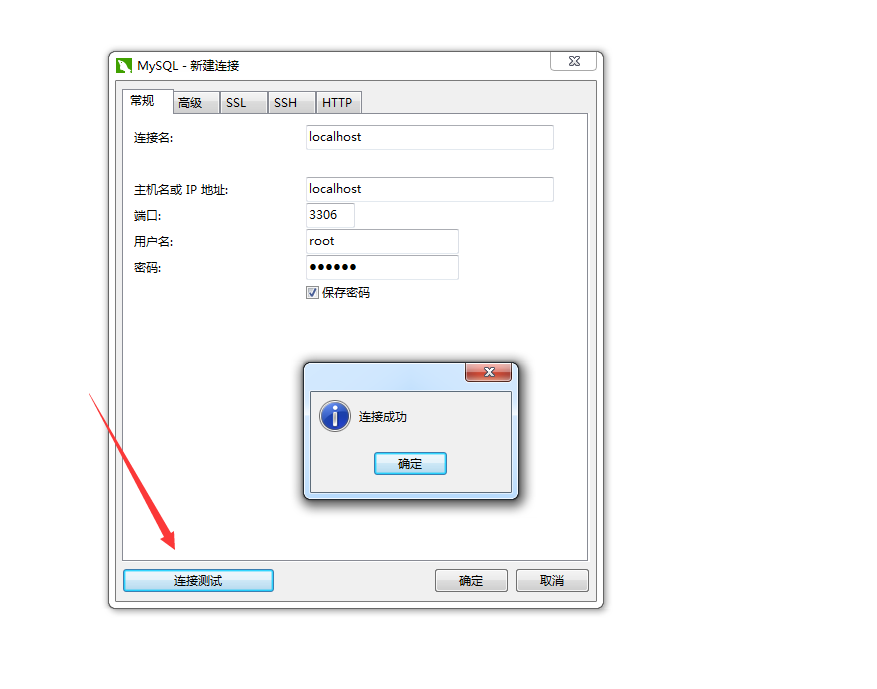 MySQL - 新建连接
常规 高级 SSL SSH HTTP
连接名: localhost
主机名或 IP 地址: localhost
端口: 3306
用户名: root
密码: ●●●●●●
保存密码
连接成功
确定
连接测试 确定 取消